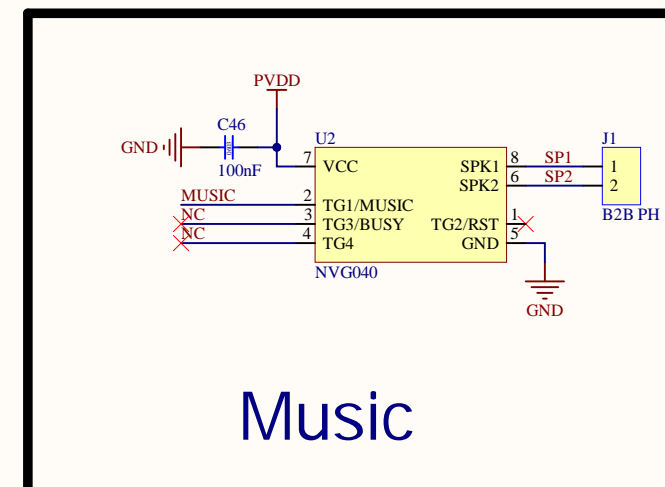 PVDD
C46
GND
100nF
U2
J1
7 VCC
SPK1 8 SP1 1
SPK2 6 SP2 2
B2B PH
MUSIC 2 TG1/MUSIC
NC 3 TG3/BUSY
TG2/RST 1
NC 4 TG4
GND 5
NVG040
GND
Music